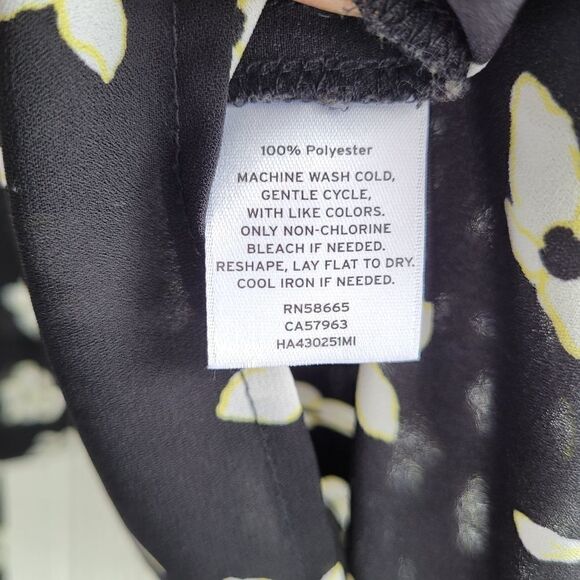 100% Polyester
MACHINE WASH COLD,
GENTLE CYCLE,
WITH LIKE COLORS.
ONLY NON-CHLORINE
BLEACH IF NEEDED.
RESHAPE, LAY FLAT TO DRY.
COOL IRON IF NEEDED.
RN58665
CA57963
HA430251MI